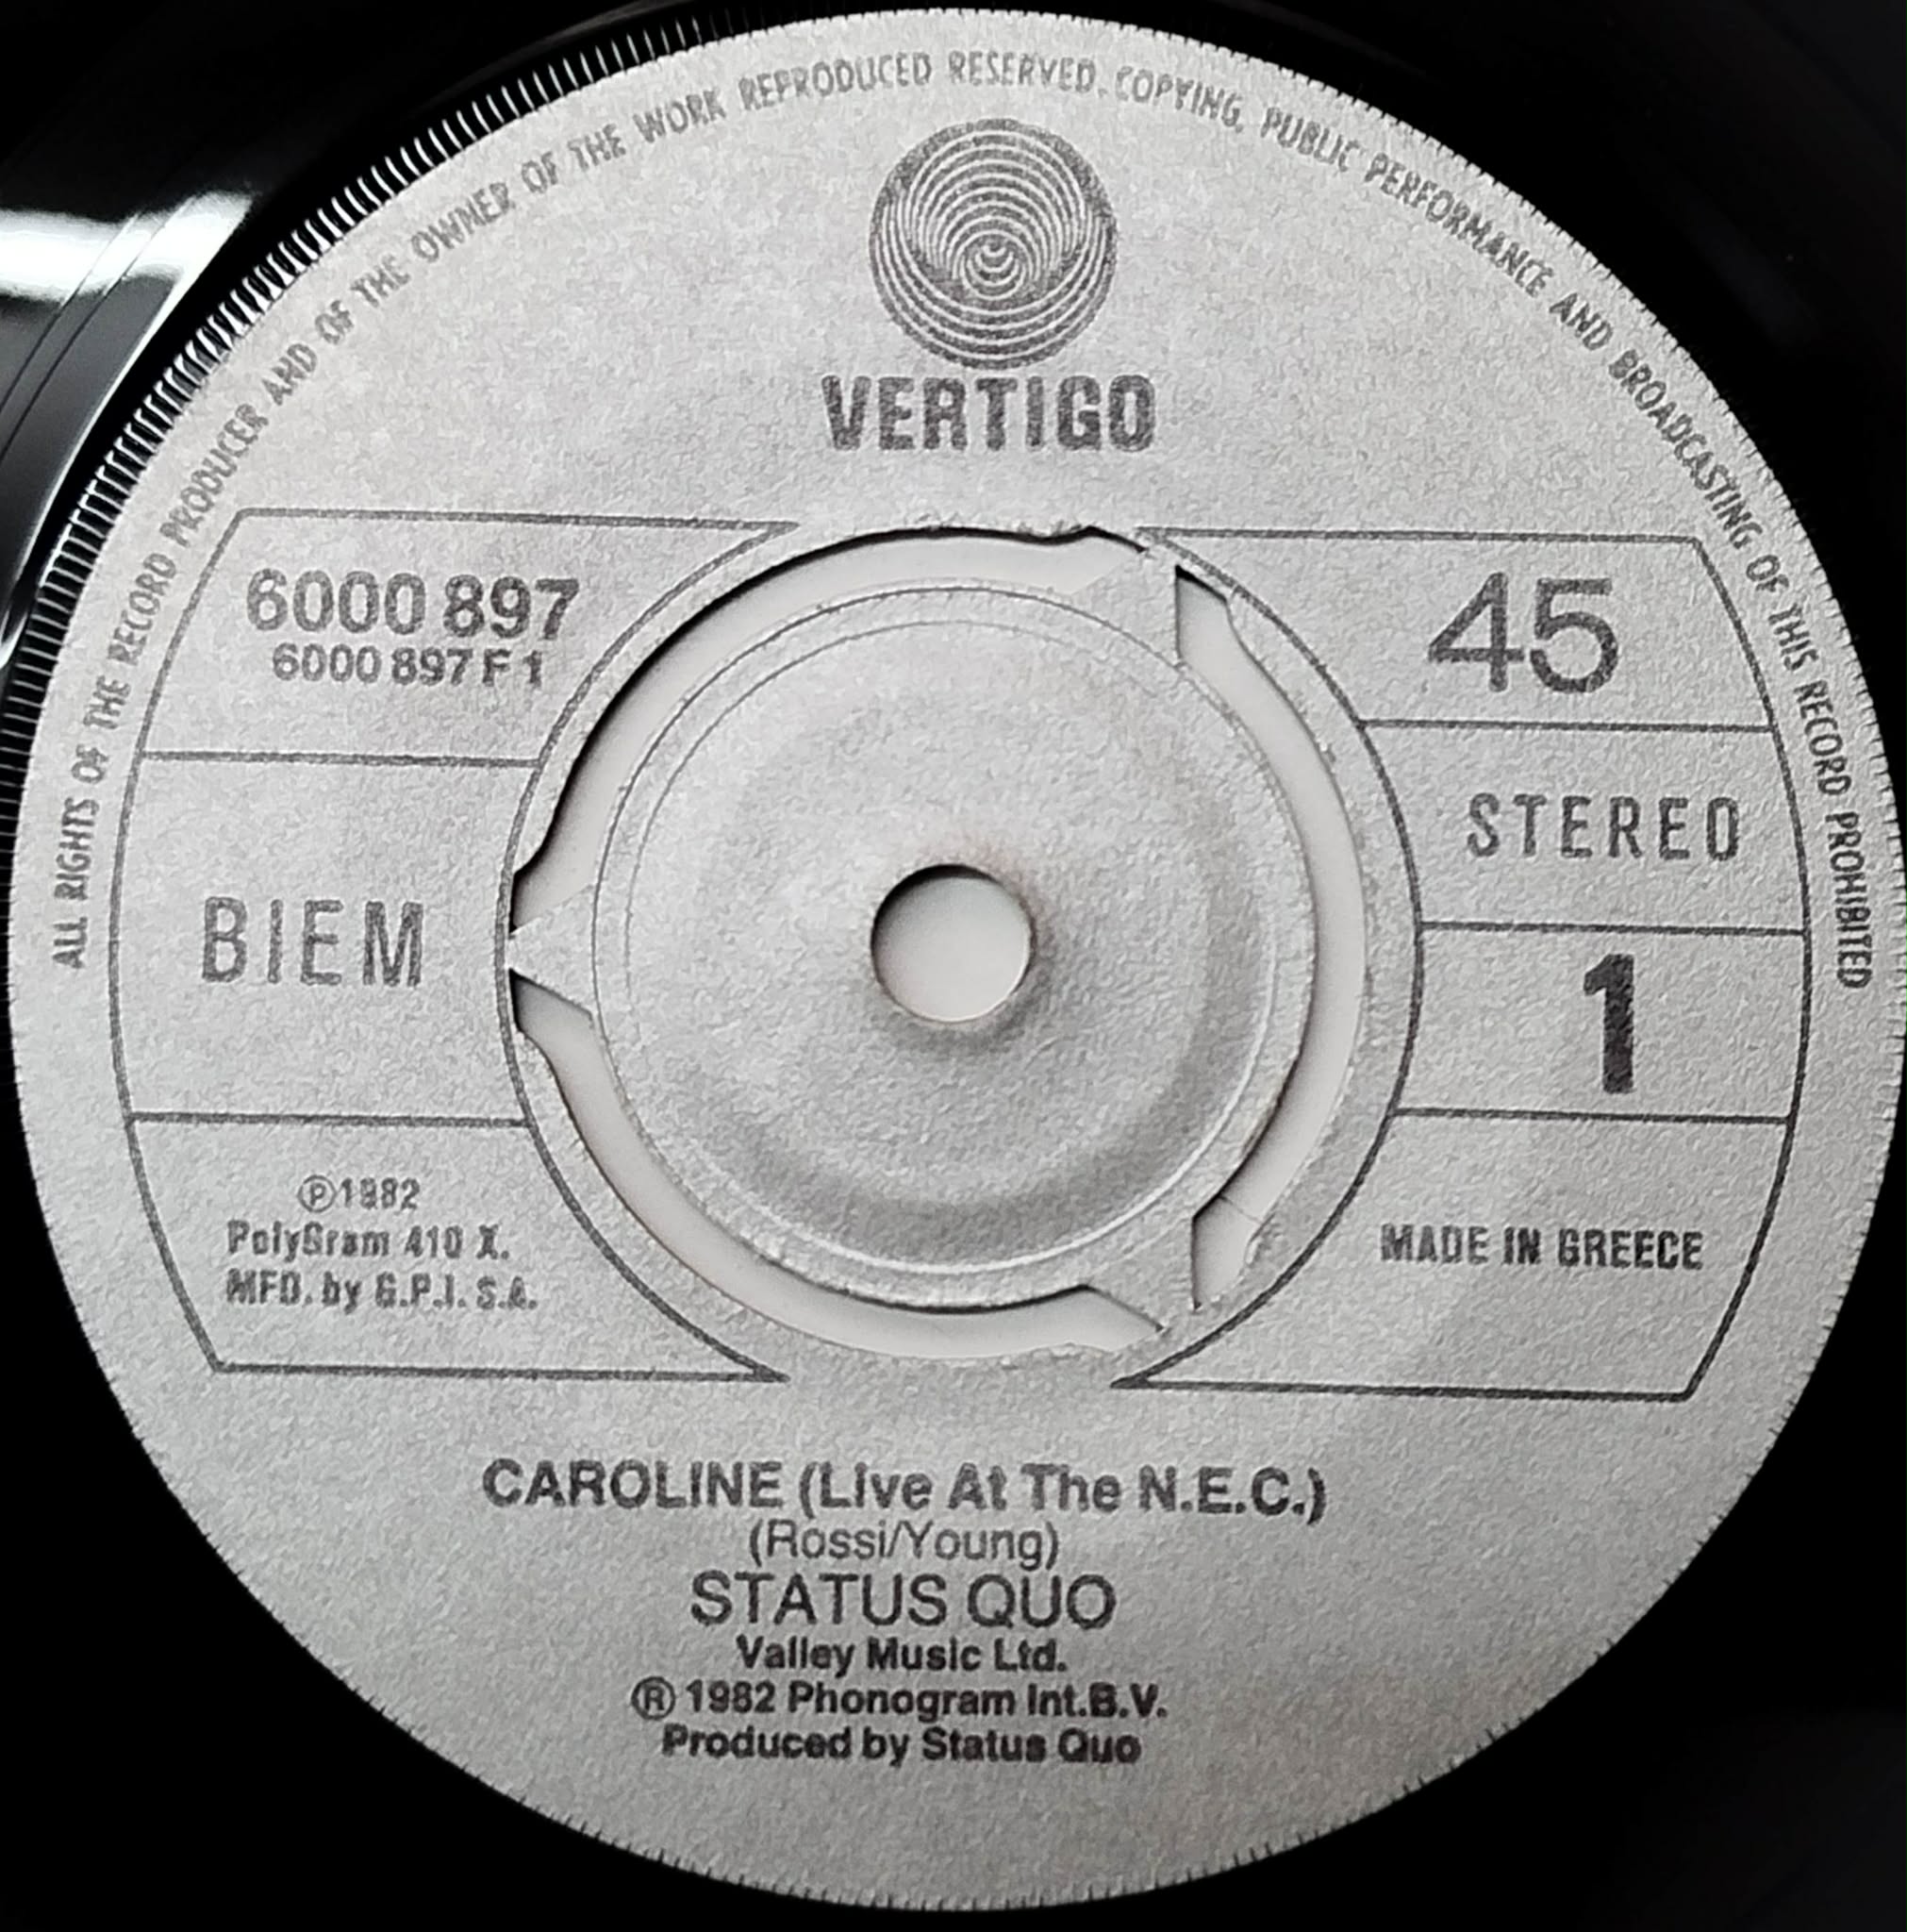 ALL RIGHTS OF THE RECORD PRODUCER AND OF THE OWNER OF THE WORK REPRODUCED RESERVED. COPYING, PUBLIC PERFORMANCE AND BROADCASTING OF THIS RECORD PROHIBITED
VERTIGO
6000 897
6000 897 F 1
BIEM
Ⓟ1982
PolyGram 410 X.
MFD. by G.P.I. S.A.
45
STEREO
1
MADE IN GREECE
CAROLINE (Live At The N.E.C.)
(Rossi/Young)
STATUS QUO
Valley Music Ltd.
Ⓡ 1982 Phonogram Int.B.V.
Produced by Status Quo